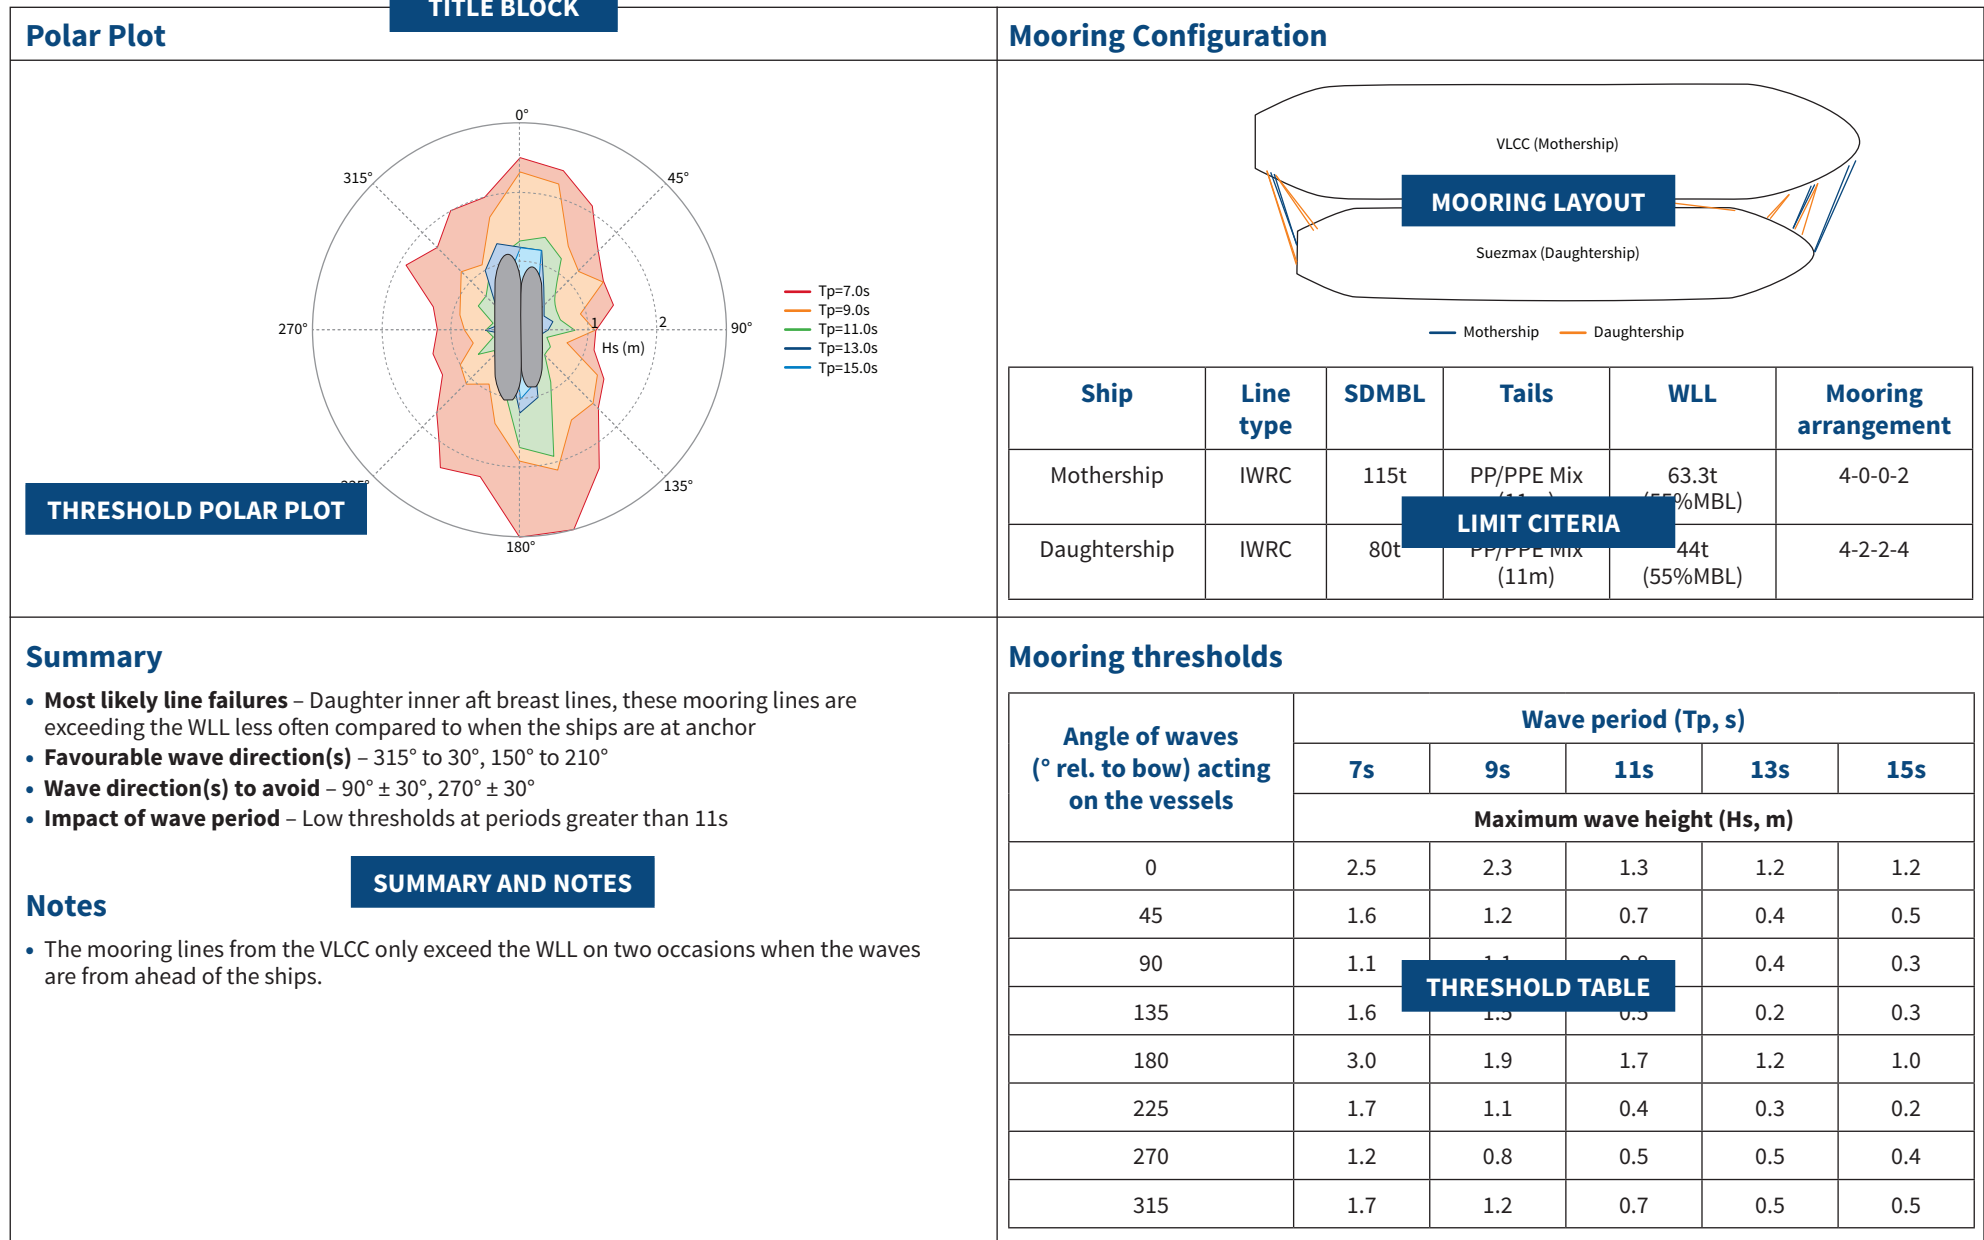 TITLE BLOCK
Polar Plot
0°
315°
45°
270°
90°
1
2
Hs (m)
135°
180°
Tp=7.0s
Tp=9.0s
Tp=11.0s
Tp=13.0s
Tp=15.0s
THRESHOLD POLAR PLOT
Mooring Configuration
VLCC (Mothership)
MOORING LAYOUT
Suezmax (Daughtership)
Mothership Daughtership
Ship Line type SDMBL Tails WLL Mooring arrangement
Mothership IWRC 115t PP/PPE Mix 63.3t 4-0-0-2
LIMIT CITERIA
Daughtership IWRC 80t PP/PPE Mix (11m) 44t (55%MBL) 4-2-2-4
Summary
• Most likely line failures – Daughter inner aft breast lines, these mooring lines are
exceeding the WLL less often compared to when the ships are at anchor
• Favourable wave direction(s) – 315° to 30°, 150° to 210°
• Wave direction(s) to avoid – 90° ± 30°, 270° ± 30°
• Impact of wave period – Low thresholds at periods greater than 11s
SUMMARY AND NOTES
Notes
• The mooring lines from the VLCC only exceed the WLL on two occasions when the waves
are from ahead of the ships.
Mooring thresholds
Angle of waves
(° rel. to bow) acting
on the vessels
Wave period (Tp, s)
7s 9s 11s 13s 15s
Maximum wave height (Hs, m)
0 2.5 2.3 1.3 1.2 1.2
45 1.6 1.2 0.7 0.4 0.5
90 1.1 0.4 0.3
THRESHOLD TABLE
135 1.6 1.5 0.5 0.2 0.3
180 3.0 1.9 1.7 1.2 1.0
225 1.7 1.1 0.4 0.3 0.2
270 1.2 0.8 0.5 0.5 0.4
315 1.7 1.2 0.7 0.5 0.5